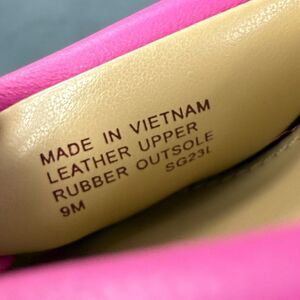 MADE IN VIETNAM
LEATHER UPPER
RUBBER OUTSOLE
9M SG23L